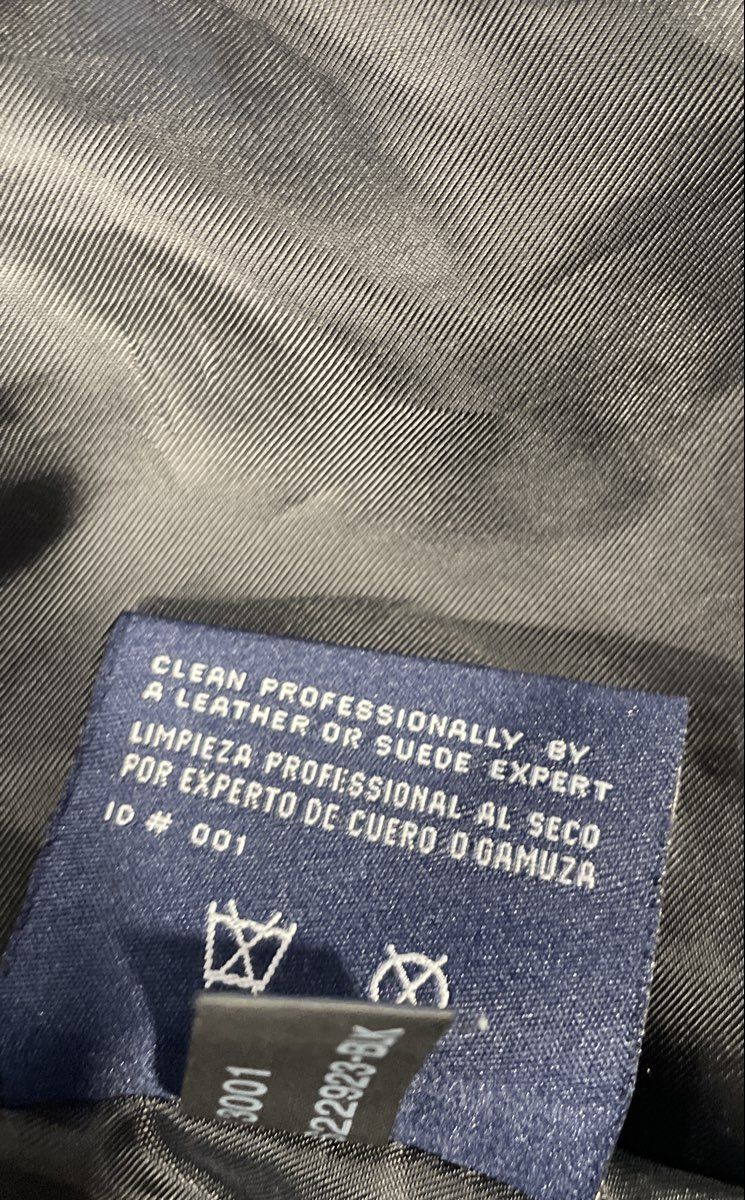 CLEAN PROFESSIONALLY BY
A LEATHER OR SUEDE EXPERT
LIMPIEZA PROFESSIONAL AL SECO
POR EXPERTO DE CUERO O GAMUZA
ID # 001
3001
22923-BLK